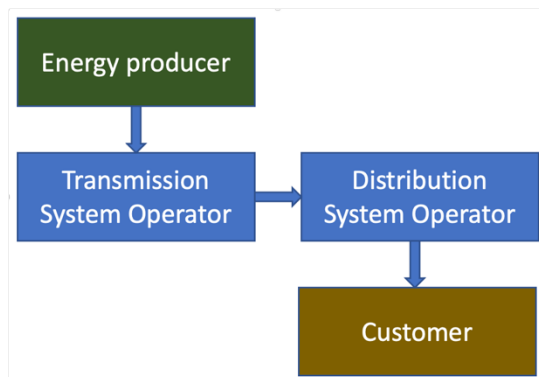 Energy producer
Transmission
System Operator
Distribution
System Operator
Customer